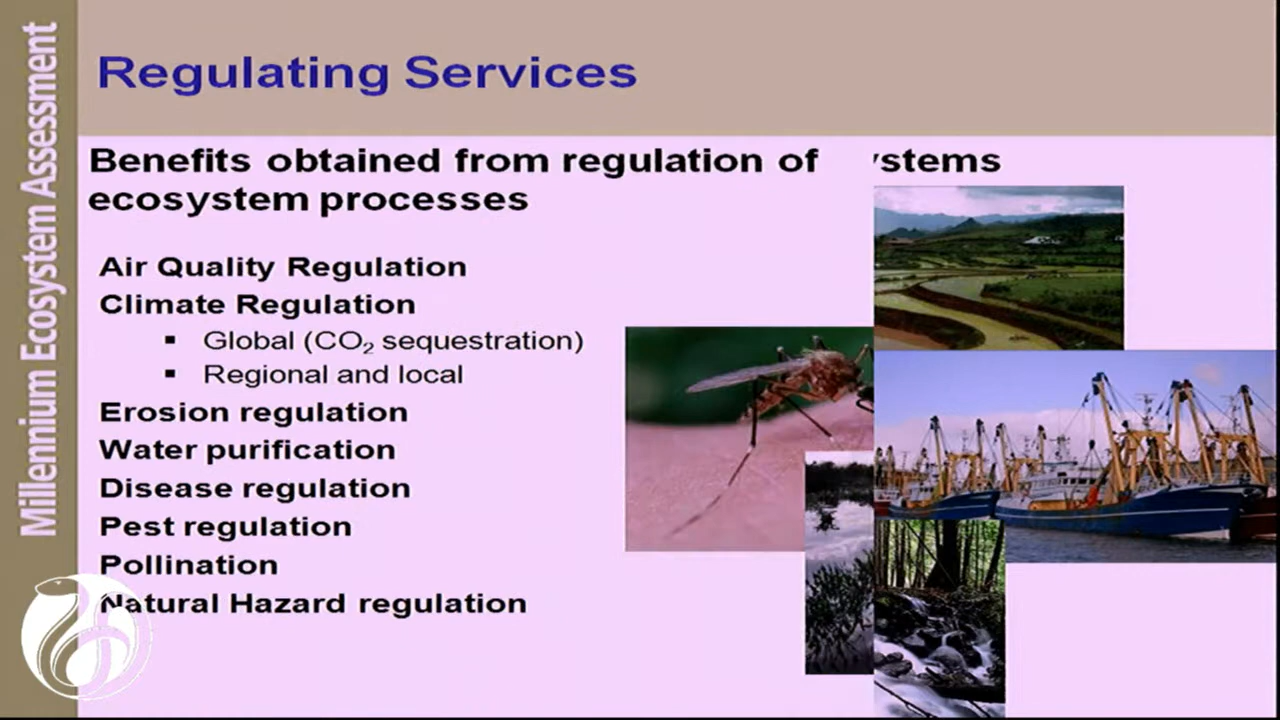 Millennium Ecosystem Assessment
Regulating Services
Benefits obtained from regulation of
ecosystem processes
ystems
Air Quality Regulation
Climate Regulation
▪ Global (CO₂ sequestration)
▪ Regional and local
Erosion regulation
Water purification
Disease regulation
Pest regulation
Pollination
Natural Hazard regulation